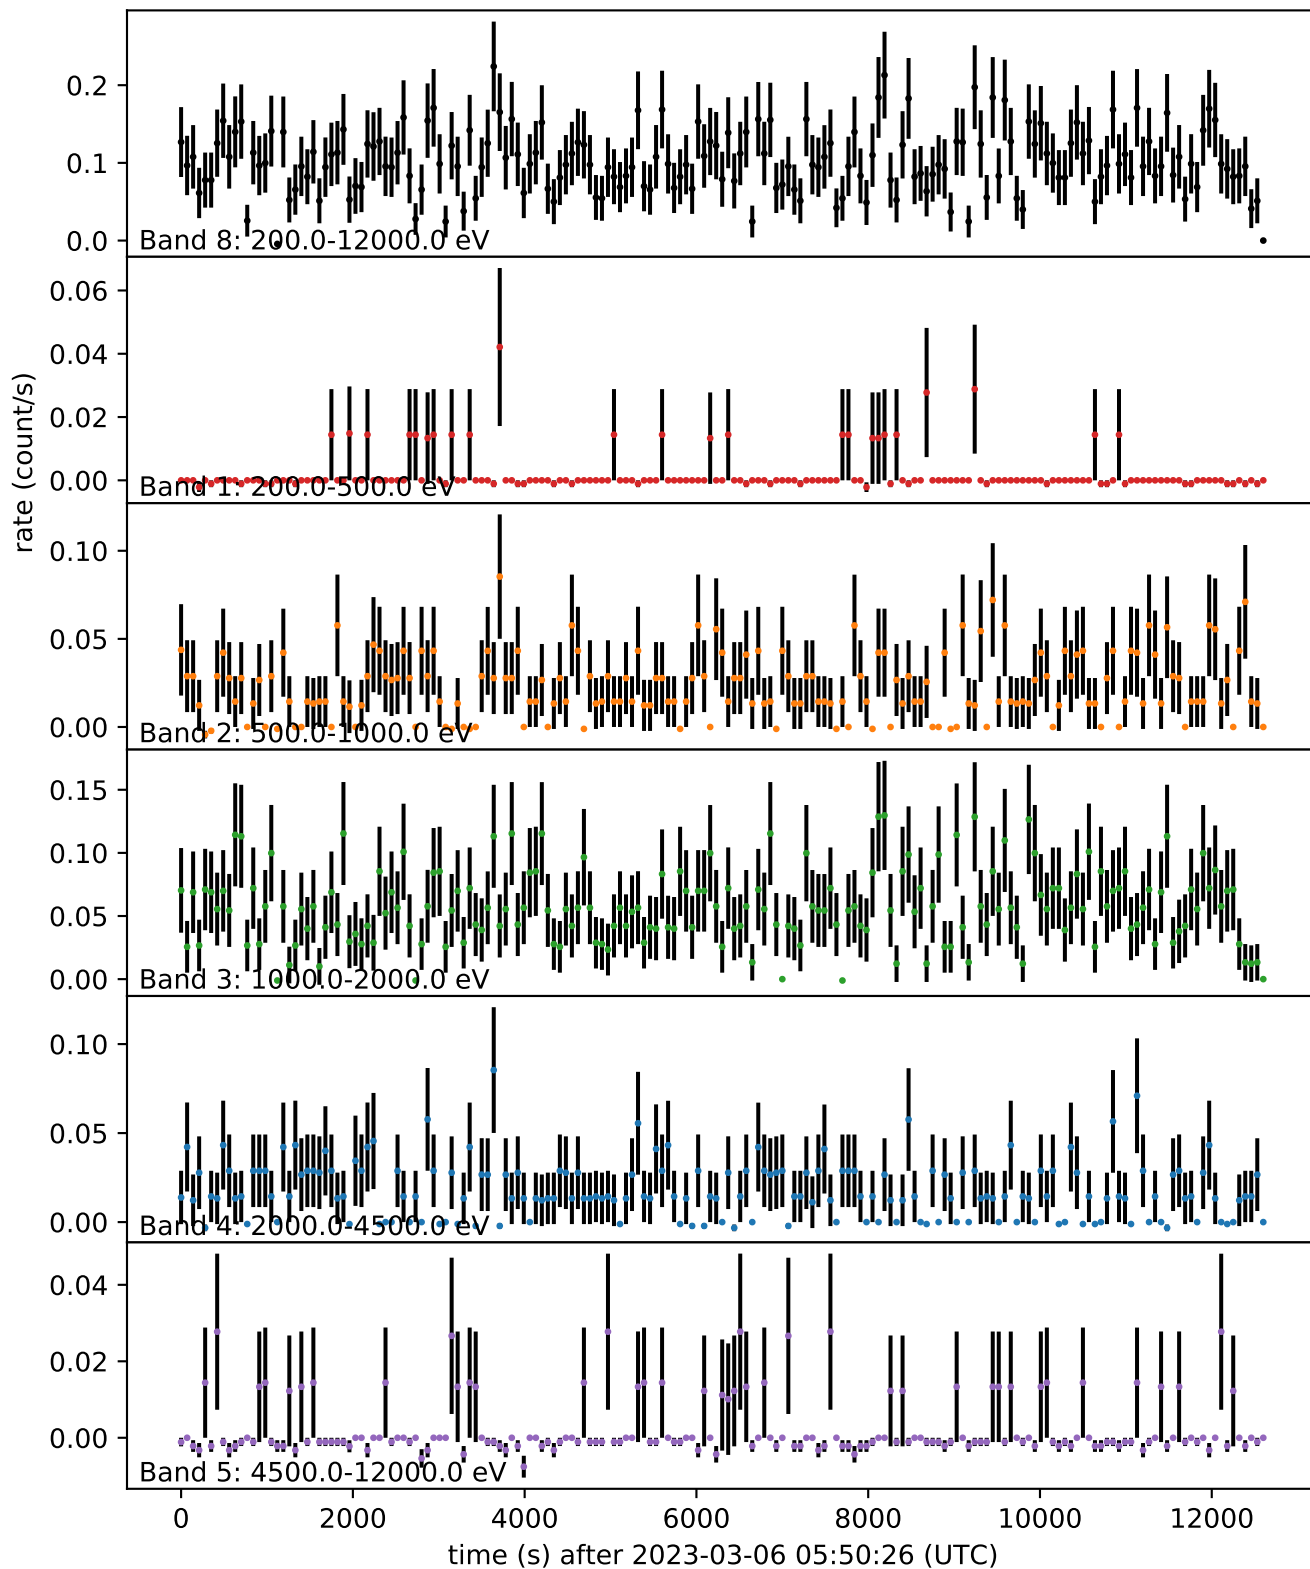 0.2
0.1
0.0
Band 8: 200.0-12000.0 eV
0.06
0.04
0.02
0.00
Band 1: 200.0-500.0 eV
rate (count/s)
0.10
0.05
0.00
Band 2: 500.0-1000.0 eV
0.15
0.10
0.05
0.00
Band 3: 1000.0-2000.0 eV
0.10
0.05
0.00
Band 4: 2000.0-4500.0 eV
0.04
0.02
0.00
Band 5: 4500.0-12000.0 eV
0 2000 4000 6000 8000 10000 12000
time (s) after 2023-03-06 05:50:26 (UTC)